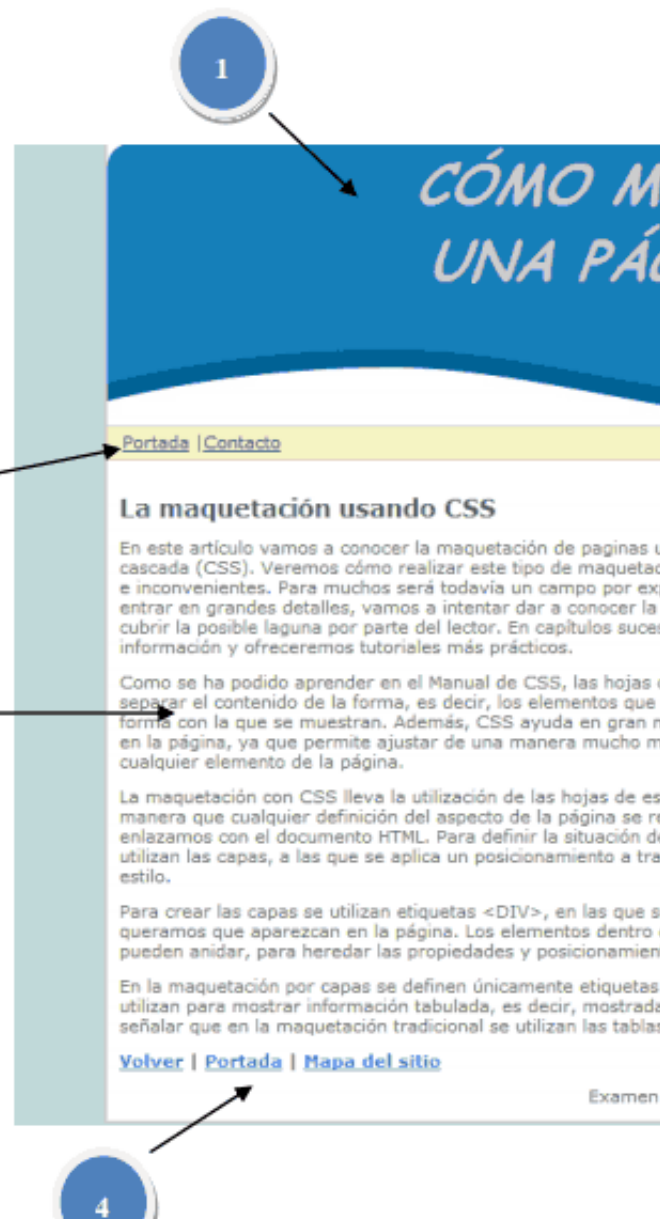 1
CÓMO M
UNA PÁG
Portada | Contacto
La maquetación usando CSS
En este artículo vamos a conocer la maquetación de paginas u
cascada (CSS). Veremos cómo realizar este tipo de maquetac
e inconvenientes. Para muchos será todavía un campo por exp
entrar en grandes detalles, vamos a intentar dar a conocer la
cubrir la posible laguna por parte del lector. En capítulos suces
información y ofreceremos tutoriales más prácticos.
Como se ha podido aprender en el Manual de CSS, las hojas
separar el contenido de la forma, es decir, los elementos que
forma con la que se muestran. Además, CSS ayuda en gran m
en la página, ya que permite ajustar de una manera mucho m
cualquier elemento de la página.
La maquetación con CSS lleva la utilización de las hojas de es
manera que cualquier definición del aspecto de la página se re
enlazamos con el documento HTML. Para definir la situación de
utilizan las capas, a las que se aplica un posicionamiento a tra
estilo.
Para crear las capas se utilizan etiquetas <DIV>, en las que s
queramos que aparezcan en la página. Los elementos dentro
pueden anidar, para heredar las propiedades y posicionamien
En la maquetación por capas se definen únicamente etiquetas
utilizan para mostrar información tabulada, es decir, mostrada
señalar que en la maquetación tradicional se utilizan las tablas
Volver | Portada | Mapa del sitio
Examen
4